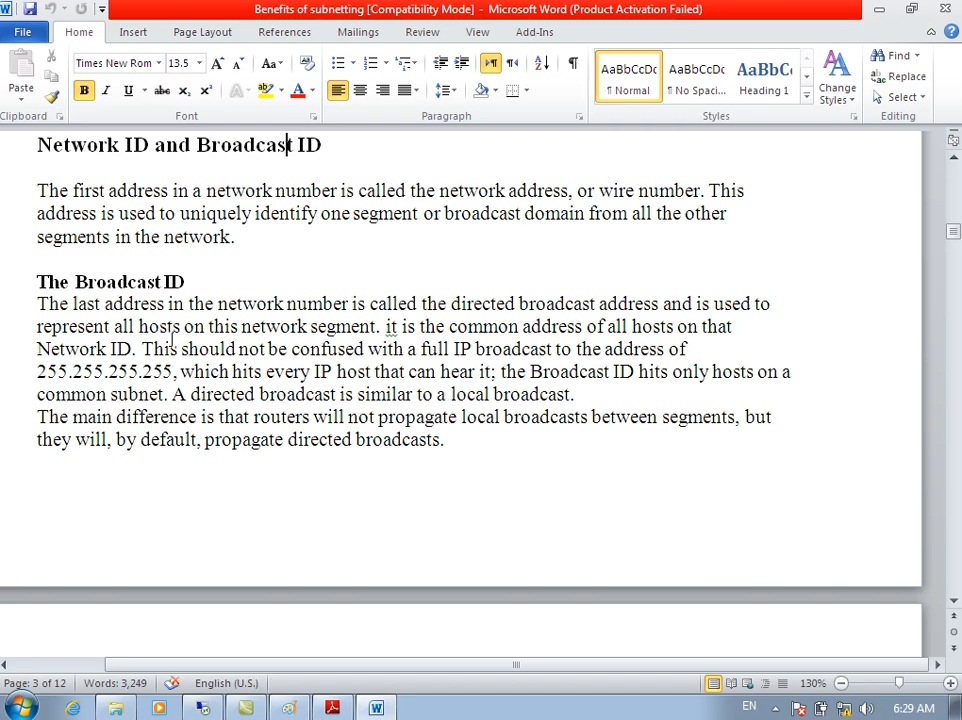 Benefits of subnetting [Compatibility Mode] - Microsoft Word (Product Activation Failed)
File Home Insert Page Layout References Mailings Review View Add-Ins
Times New Rom 13.5 A A Aa
Paste B I U abc X₂ X² A ab A
AaBbCcDc AaBbCcDc AaBbCc
¶ Normal ¶ No Spaci... Heading 1
Change Styles
Find
Replace
Select
Clipboard Font Paragraph Styles Editing
Network ID and Broadcast ID
The first address in a network number is called the network address, or wire number. This
address is used to uniquely identify one segment or broadcast domain from all the other
segments in the network.
The Broadcast ID
The last address in the network number is called the directed broadcast address and is used to
represent all hosts on this network segment. it is the common address of all hosts on that
Network ID. This should not be confused with a full IP broadcast to the address of
255.255.255.255, which hits every IP host that can hear it; the Broadcast ID hits only hosts on a
common subnet. A directed broadcast is similar to a local broadcast.
The main difference is that routers will not propagate local broadcasts between segments, but
they will, by default, propagate directed broadcasts.
Page: 3 of 12 Words: 3,249 English (U.S.) 130%
EN 6:29 AM